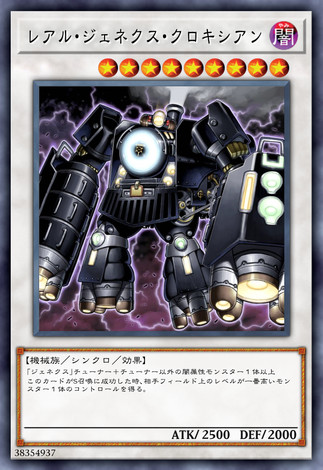 レアル・ジェネクス・クロキシアン
闇
やみ
【機械族／シンクロ／効果】
「ジェネクス」チューナー＋チューナー以外の闇属性モンスター１体以上
このカードがS召喚に成功した時、相手フィールド上のレベルが一番高いモン
スター１体のコントロールを得る。
ATK/ 2500 DEF/ 2000
38354937